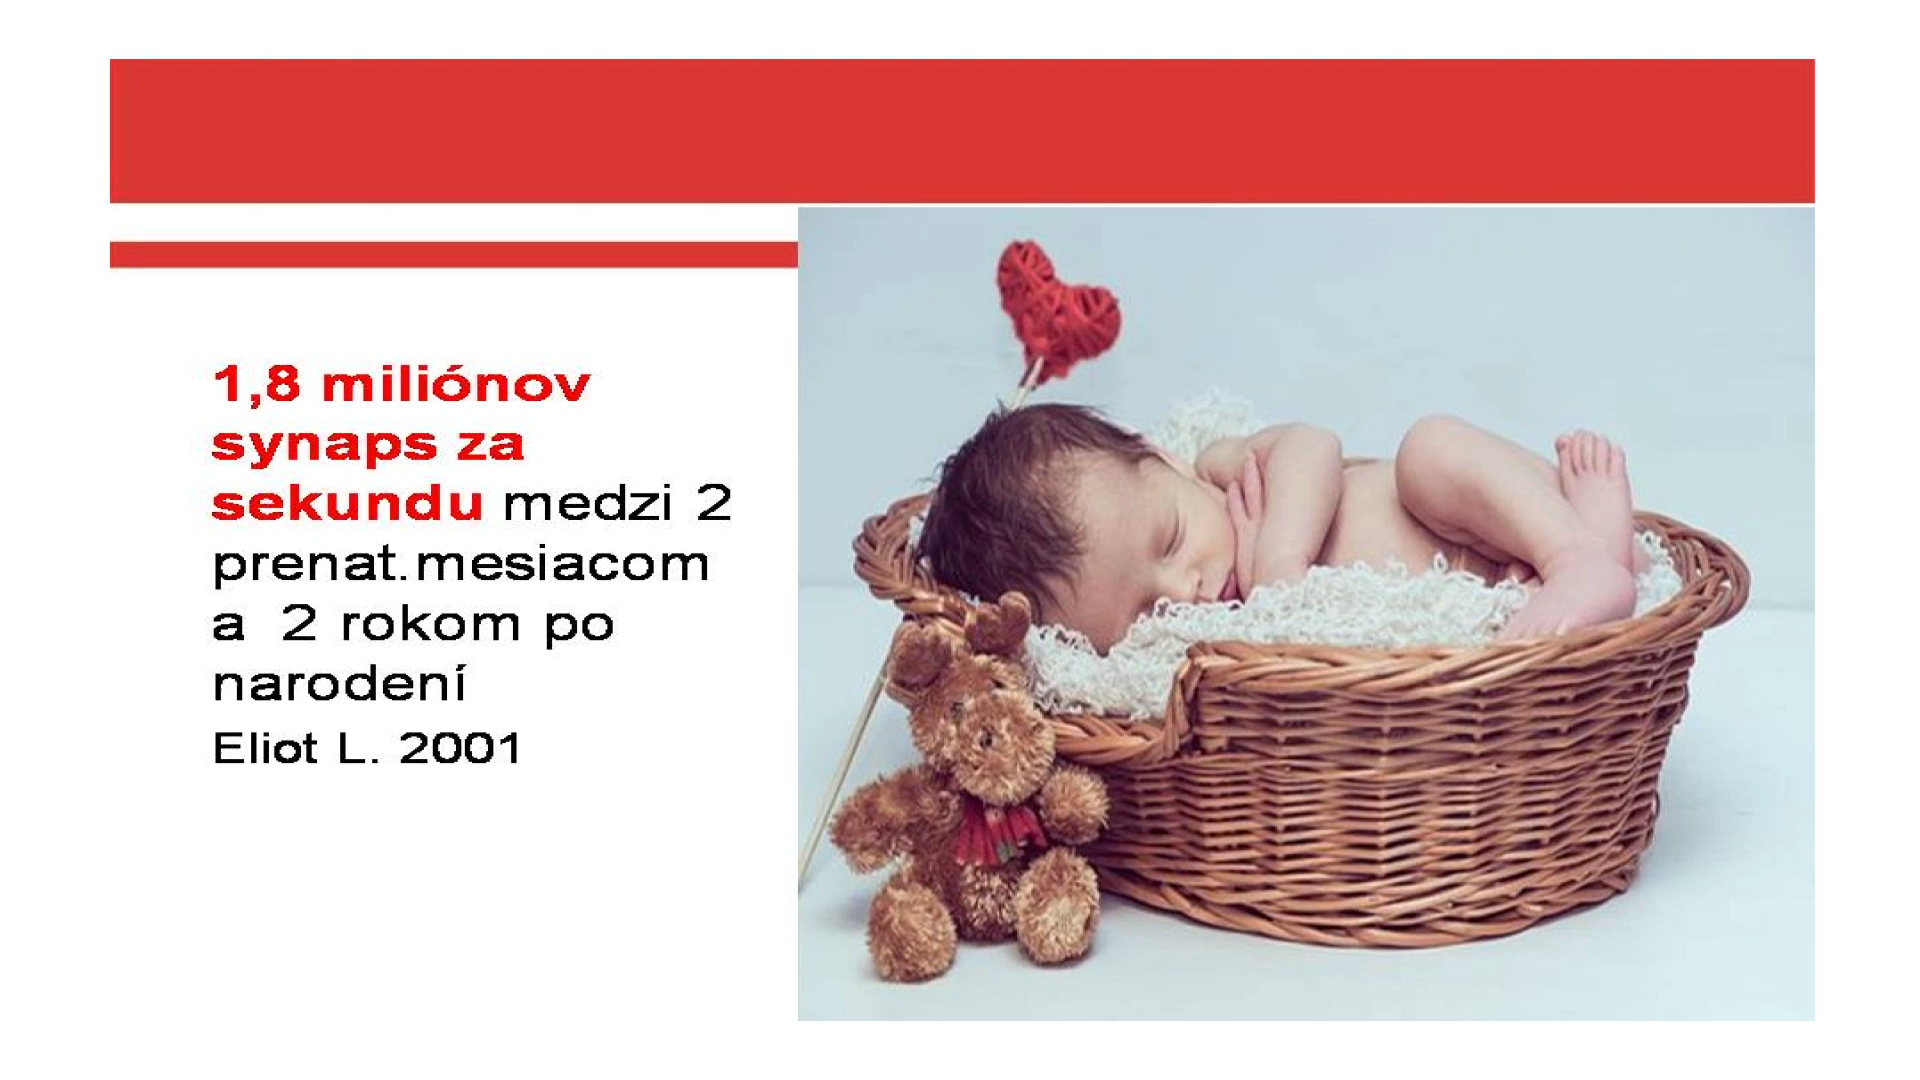 1,8 miliónov
synaps za
sekundu medzi 2
prenat.mesiacom
a  2 rokom po
narodení
Eliot L. 2001